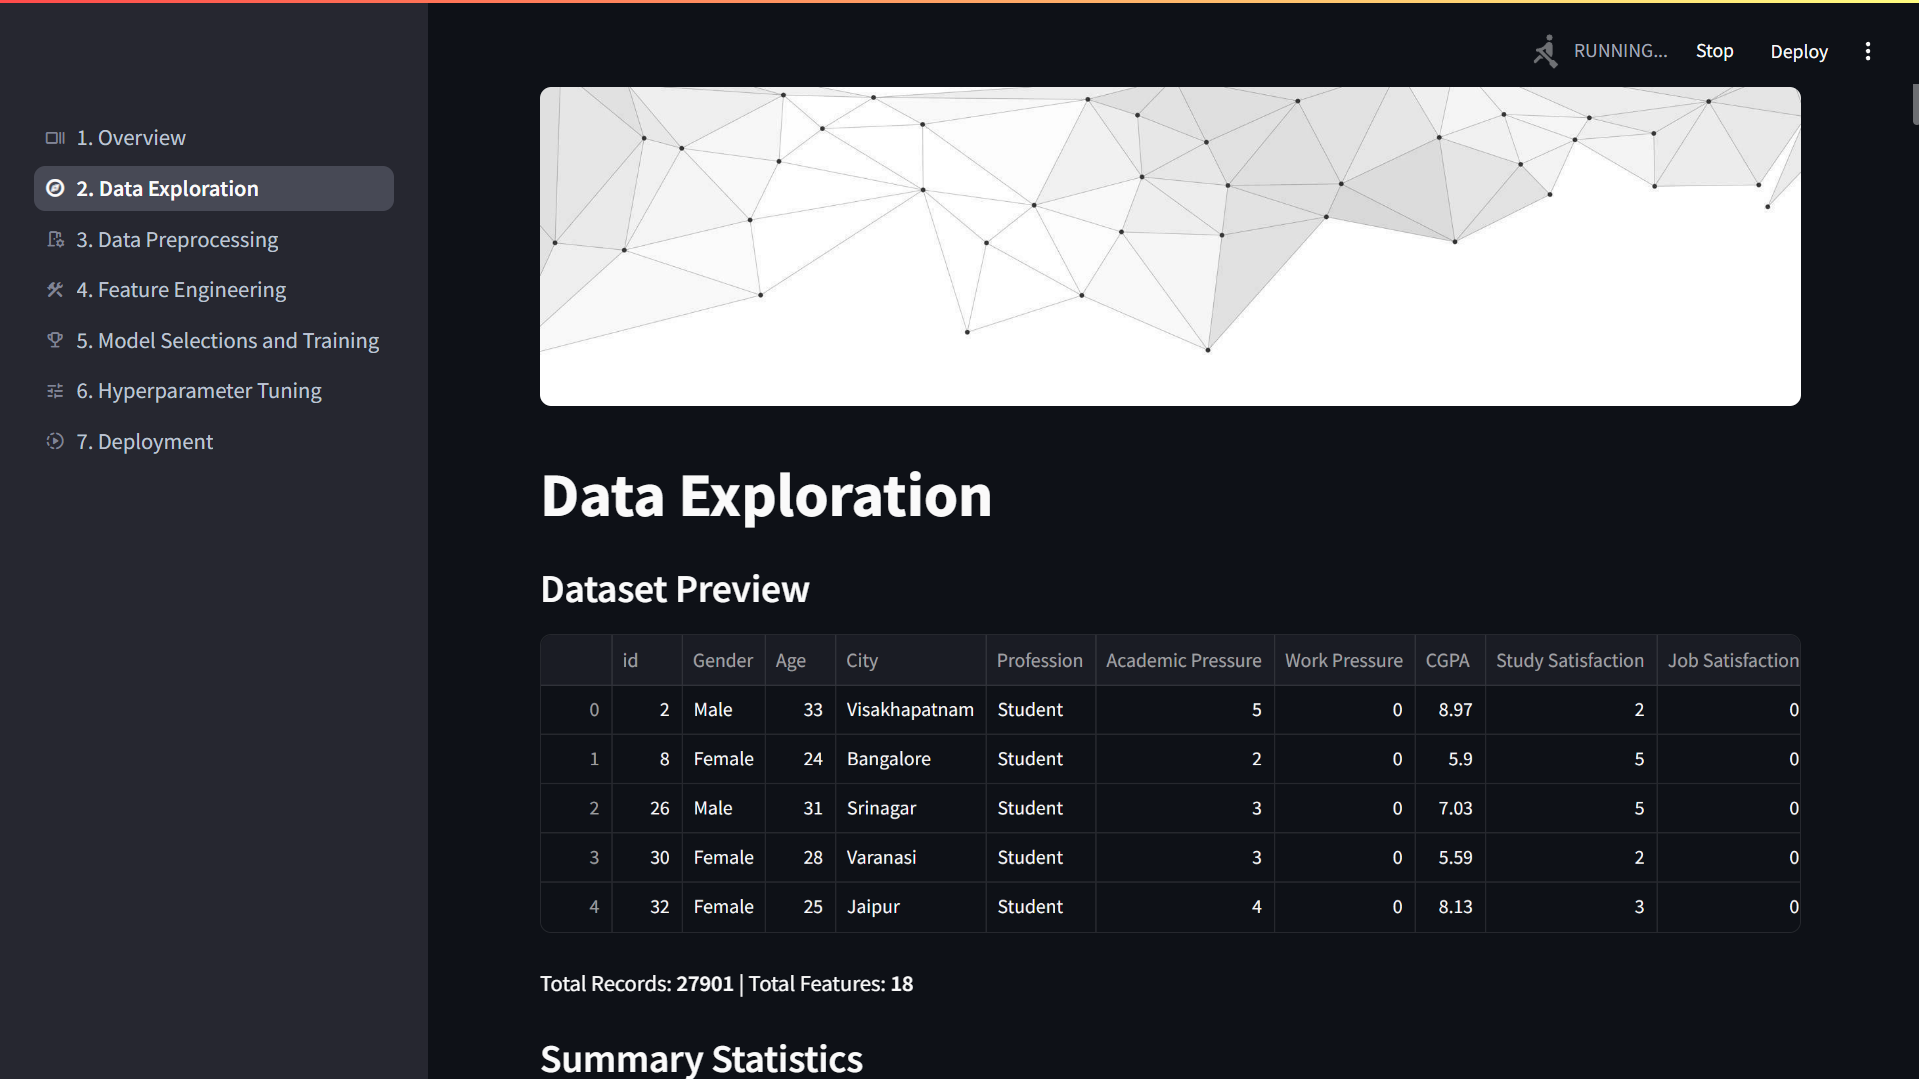 RUNNING... Stop Deploy
1. Overview
2. Data Exploration
3. Data Preprocessing
4. Feature Engineering
5. Model Selections and Training
6. Hyperparameter Tuning
7. Deployment
Data Exploration
Dataset Preview
id Gender Age City Profession Academic Pressure Work Pressure CGPA Study Satisfaction Job Satisfaction
0 2 Male 33 Visakhapatnam Student 5 0 8.97 2 0
1 8 Female 24 Bangalore Student 2 0 5.9 5 0
2 26 Male 31 Srinagar Student 3 0 7.03 5 0
3 30 Female 28 Varanasi Student 3 0 5.59 2 0
4 32 Female 25 Jaipur Student 4 0 8.13 3 0
Total Records: 27901 | Total Features: 18
Summary Statistics